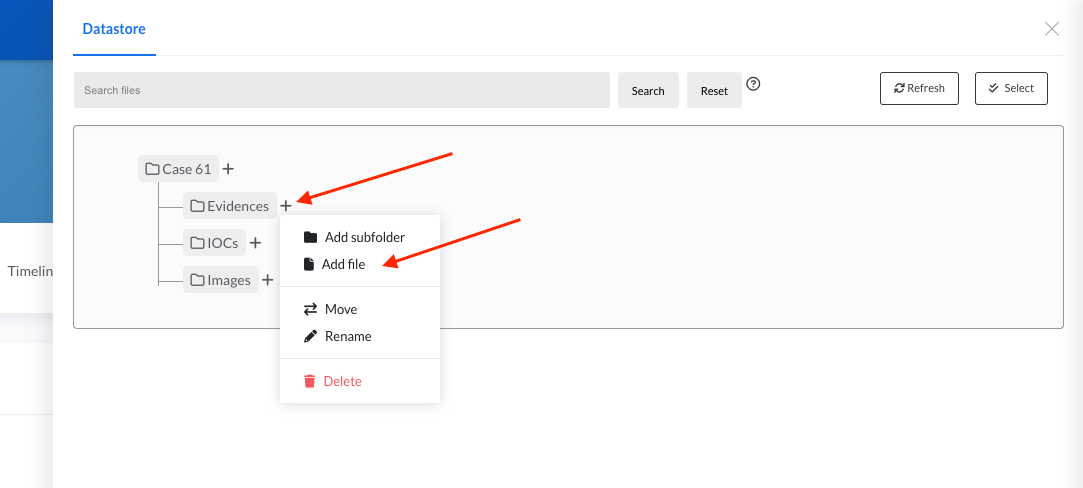 Datastore
Search files
Search
Reset
Refresh
Select
Case 61
Evidences
Add subfolder
IOCs
Add file
Timelin
Images
Move
Rename
Delete